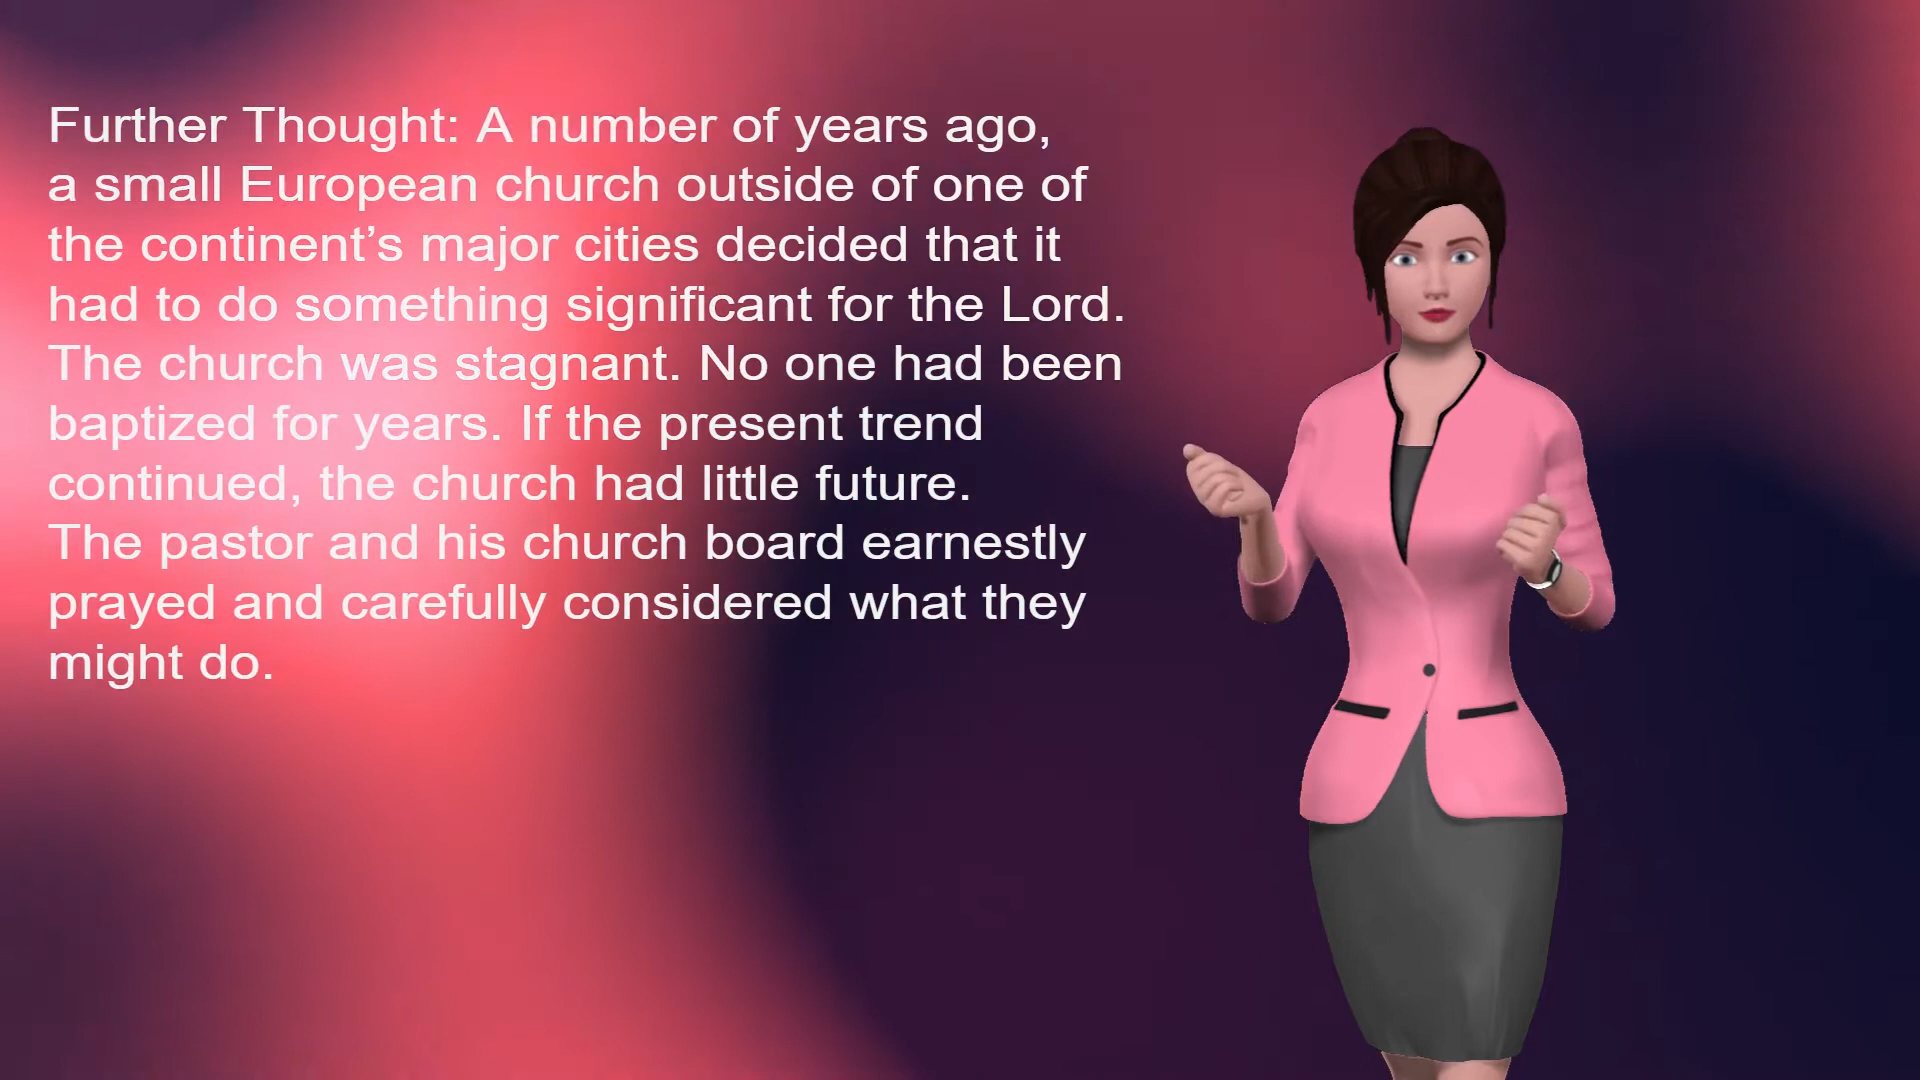 Further Thought: A number of years ago,
a small European church outside of one of
the continent’s major cities decided that it
had to do something significant for the Lord.
The church was stagnant. No one had been
baptized for years. If the present trend
continued, the church had little future.
The pastor and his church board earnestly
prayed and carefully considered what they
might do.